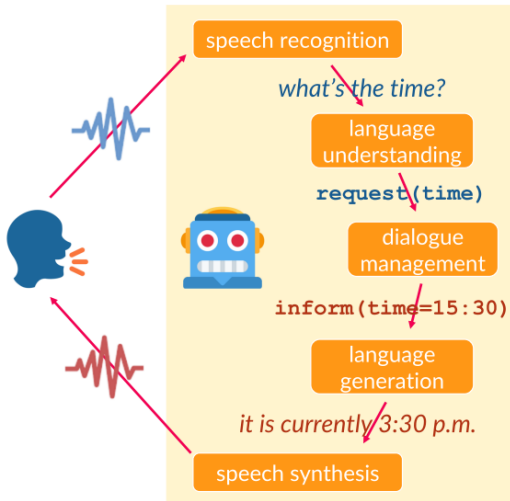 speech recognition
what's the time?
language
understanding
request(time)
dialogue
management
inform(time=15:30)
language
generation
it is currently 3:30 p.m.
speech synthesis